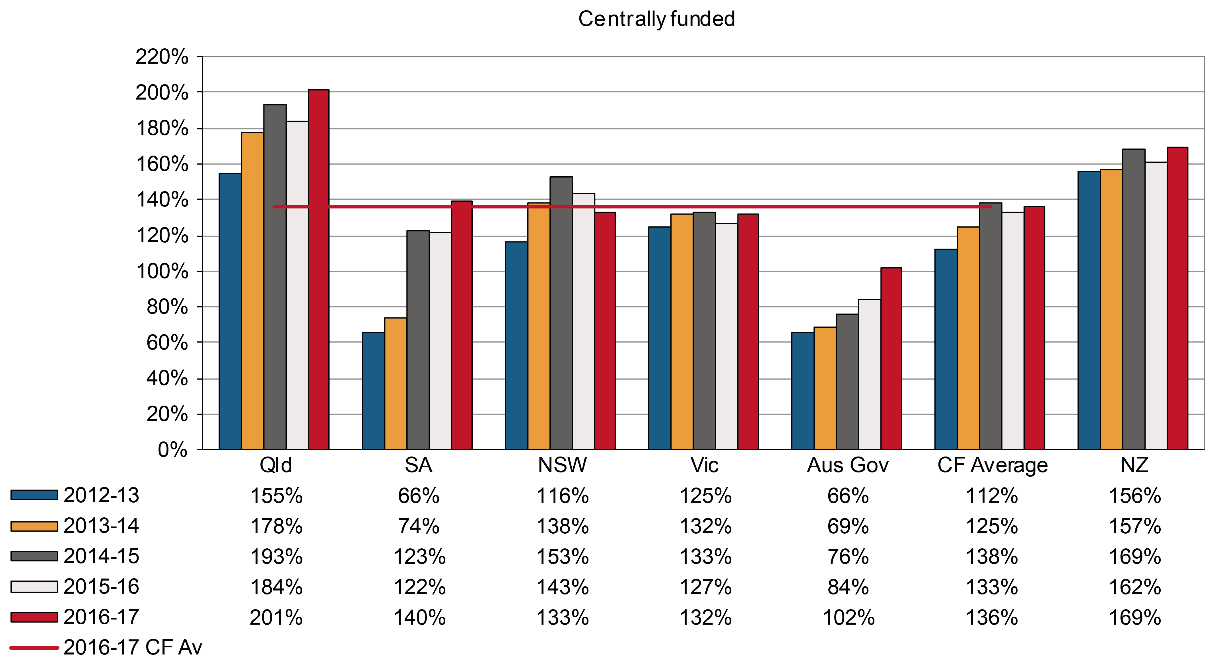 Centrally funded
220%
200%
180%
160%
140%
120%
100%
80%
60%
40%
20%
0%
Qld SA NSW Vic Aus Gov CF Average NZ
2012-13 155% 66% 116% 125% 66% 112% 156%
2013-14 178% 74% 138% 132% 69% 125% 157%
2014-15 193% 123% 153% 133% 76% 138% 169%
2015-16 184% 122% 143% 127% 84% 133% 162%
2016-17 201% 140% 133% 132% 102% 136% 169%
2016-17 CF Av